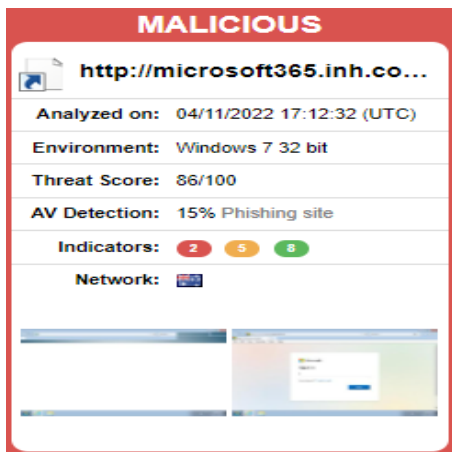 MALICIOUS
http://microsoft365.inh.co...
Analyzed on: 04/11/2022 17:12:32 (UTC)
Environment: Windows 7 32 bit
Threat Score: 86/100
AV Detection: 15% Phishing site
Indicators: 2 5 8
Network: